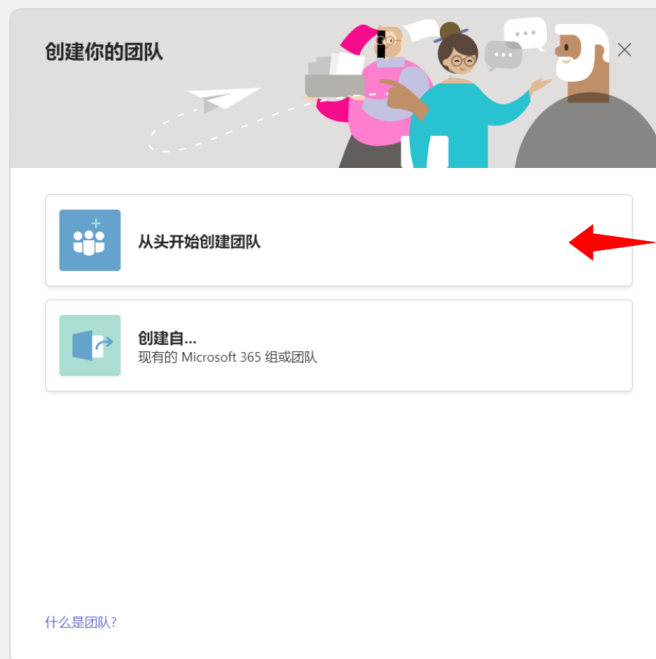 创建你的团队
从头开始创建团队
创建自...
现有的 Microsoft 365 组或团队
什么是团队?